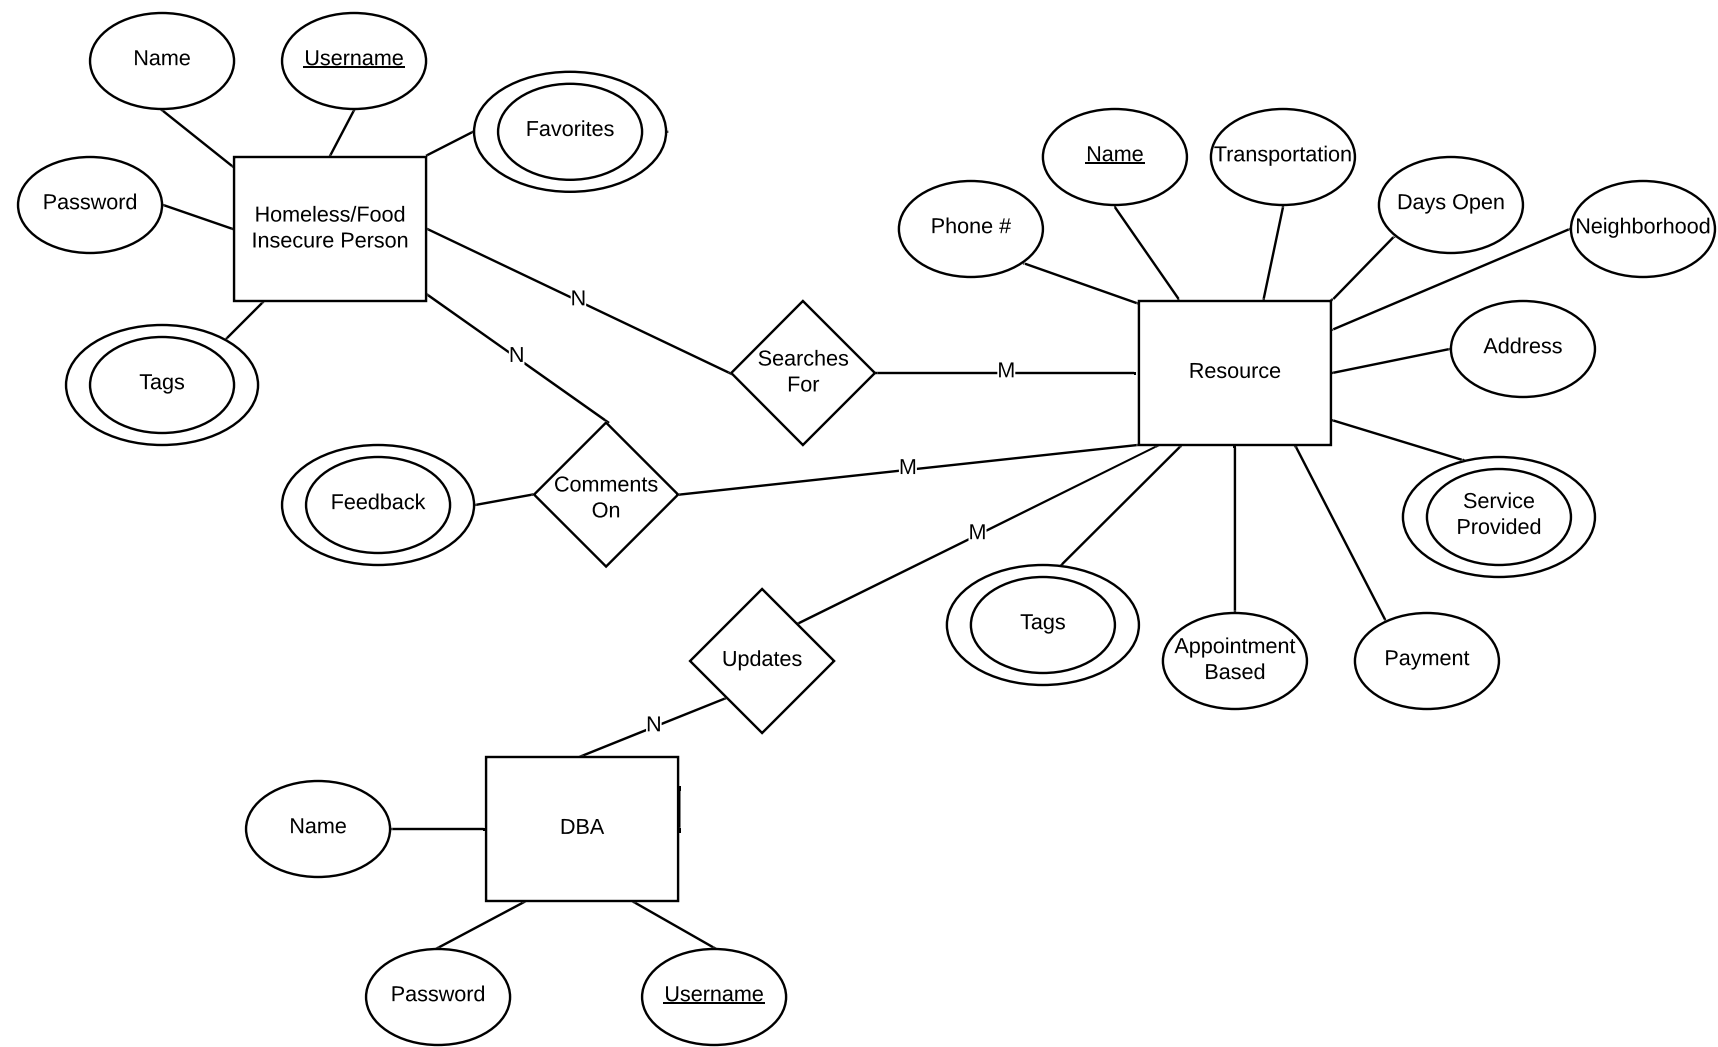 Name
Username
Favorites
Password
Homeless/Food
Insecure Person
Tags
N
N
Searches
For
M
Feedback
Comments
On
M
Phone #
Name
Transportation
Days Open
Neighborhood
Resource
Address
Service
Provided
M
Tags
Appointment
Based
Payment
Updates
N
Name
DBA
Password
Username